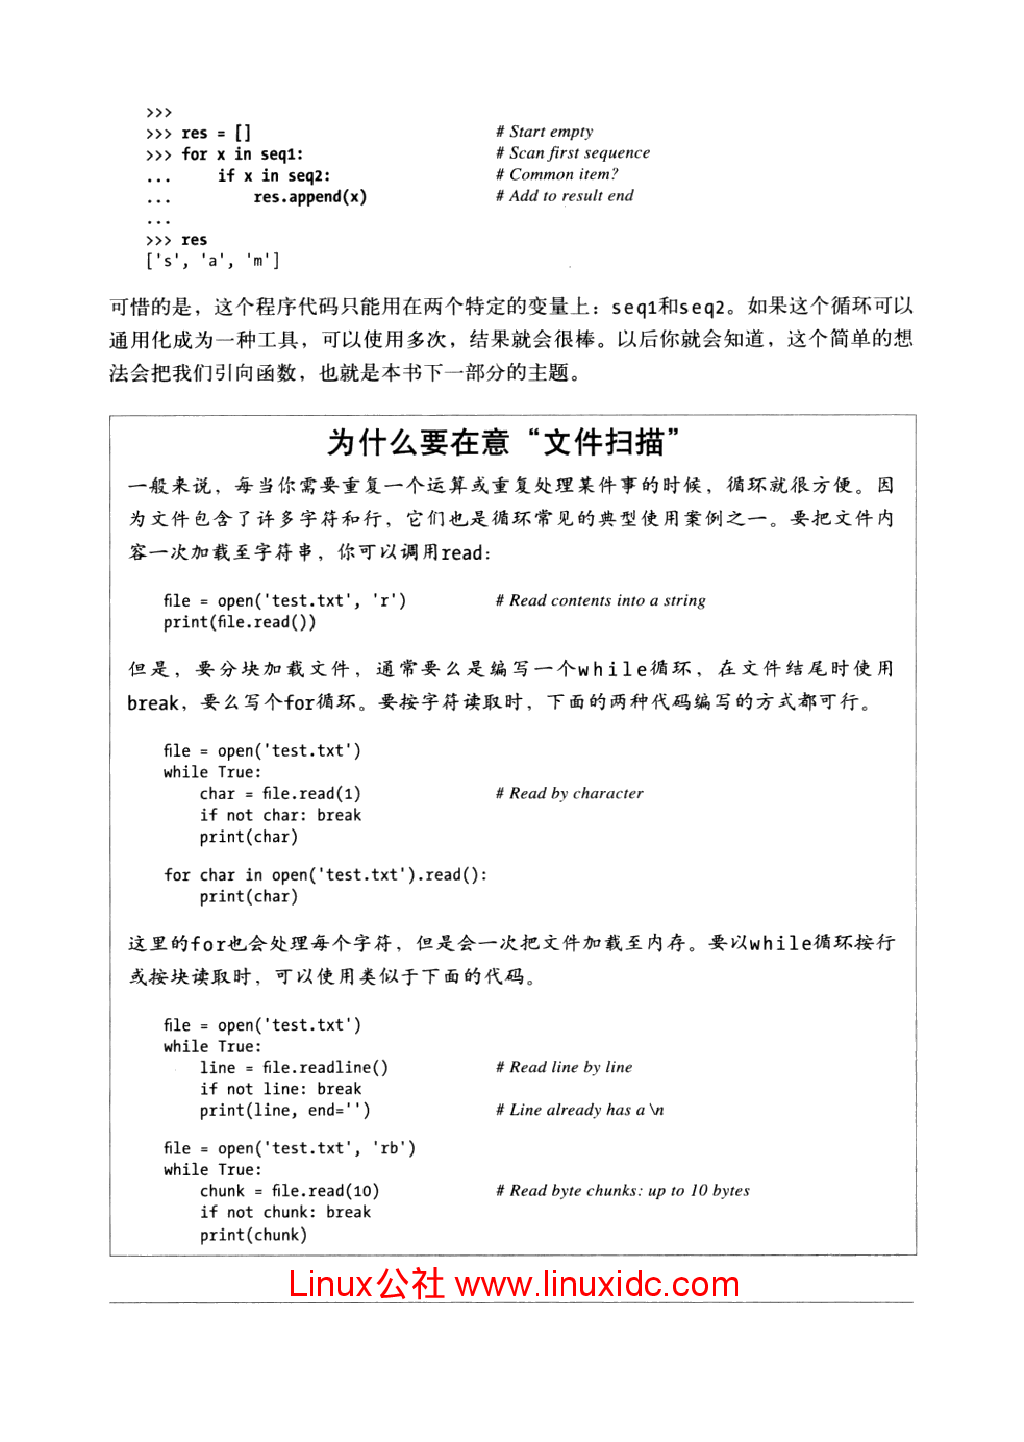 >>>
>>> res = []    # Start empty
>>> for x in seq1:    # Scan first sequence
...     if x in seq2:    # Common item?
...         res.append(x)    # Add to result end
...
>>> res
['s', 'a', 'm']
可惜的是，这个程序代码只能用在两个特定的变量上：seq1和seq2。如果这个循环可以
通用化成为一种工具，可以使用多次，结果就会很棒。以后你就会知道，这个简单的想
法会把我们引向函数，也就是本书下一部分的主题。
为什么要在意“文件扫描”
一般来说，每当你需要重复一个运算或重复处理某件事的时候，循环就很方便。因
为文件包含了许多字符和行，它们也是循环常见的典型使用案例之一。要把文件内
容一次加载至字符串，你可以调用read：
file = open('test.txt', 'r')    # Read contents into a string
print(file.read())
但是，要分块加载文件，通常要么是编写一个while循环，在文件结尾时使用
break，要么写个for循环。要按字符读取时，下面的两种代码编写的方式都可行。
file = open('test.txt')
while True:
    char = file.read(1)    # Read by character
    if not char: break
    print(char)
for char in open('test.txt').read():
    print(char)
这里的for也会处理每个字符，但是会一次把文件加载至内存。要以while循环按行
或按块读取时，可以使用类似于下面的代码。
file = open('test.txt')
while True:
    line = file.readline()    # Read line by line
    if not line: break
    print(line, end='')    # Line already has a \n
file = open('test.txt', 'rb')
while True:
    chunk = file.read(10)    # Read byte chunks: up to 10 bytes
    if not chunk: break
    print(chunk)
Linux公社 www.linuxidc.com